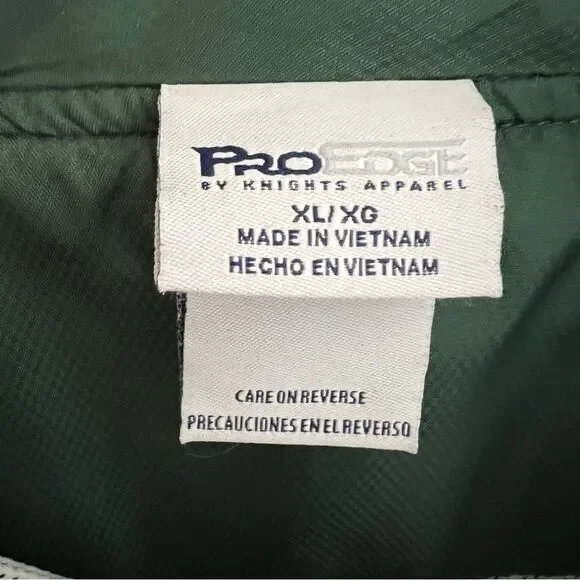 PROEDGE
BY KNIGHTS APPAREL
XL/XG
MADE IN VIETNAM
HECHO EN VIETNAM
CARE ON REVERSE
PRECAUCIONES EN EL REVERSO